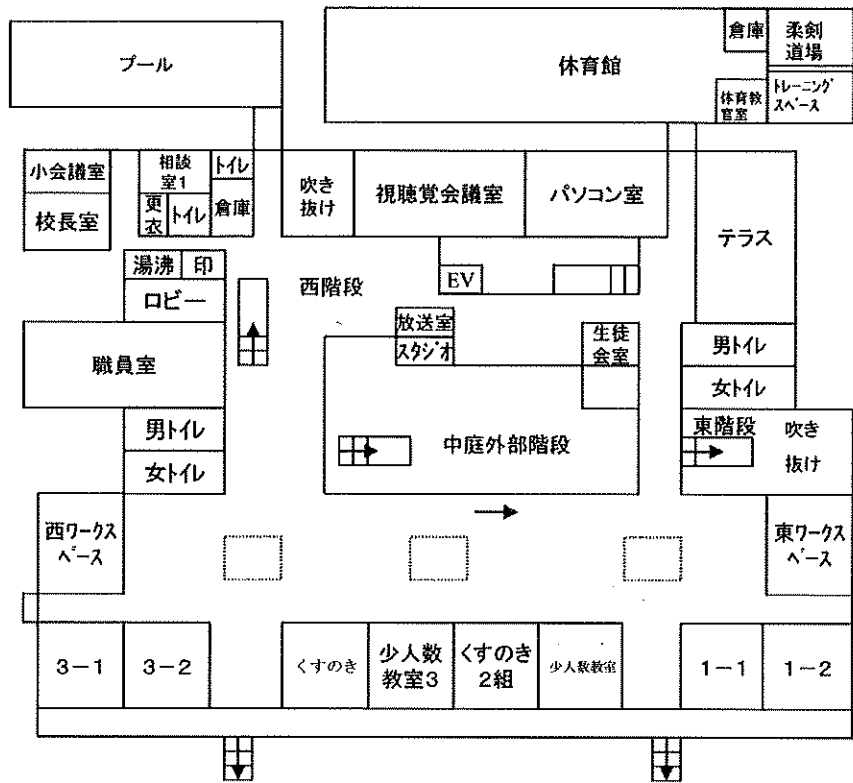 プール
体育館
倉庫
柔剣
道場
体育教
官室
トレーニング
スペース
小会議室
校長室
相談
室1
トイレ
更
衣
トイレ
倉庫
吹き
抜け
視聴覚会議室
パソコン室
テラス
湯沸
印
ロビー
西階段
EV
放送室
スタジオ
生徒
会室
職員室
男トイレ
女トイレ
男トイレ
女トイレ
中庭外部階段
東階段
吹き
抜け
西ワークス
ペース
東ワークス
ペース
3-1
3-2
くすのき
少人数
教室3
くすのき
2組
少人数教室
1-1
1-2